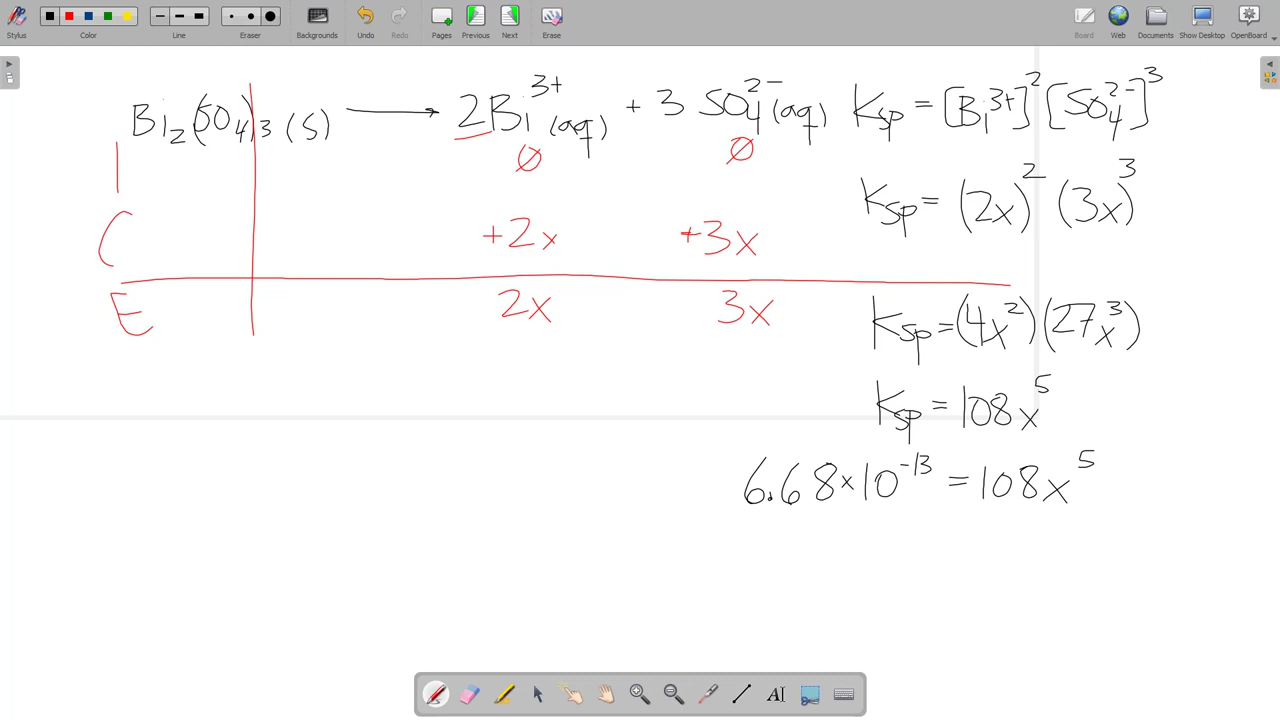 Stylus Color Line Eraser Backgrounds Undo Redo Pages Previous Next Erase Board Web Documents Show Desktop OpenBoard
Bi₂(SO₄)₃ (s) ⟶ 2Bi³⁺ (aq) + 3 SO₄²⁻ (aq)
I Ø Ø
C +2x +3x
E 2x 3x
Ksp = [Bi³⁺]² [SO₄²⁻]³
Ksp = (2x)² (3x)³
Ksp = (4x²)(27x³)
Ksp = 108x⁵
6.68×10⁻¹³ = 108x⁵
AI